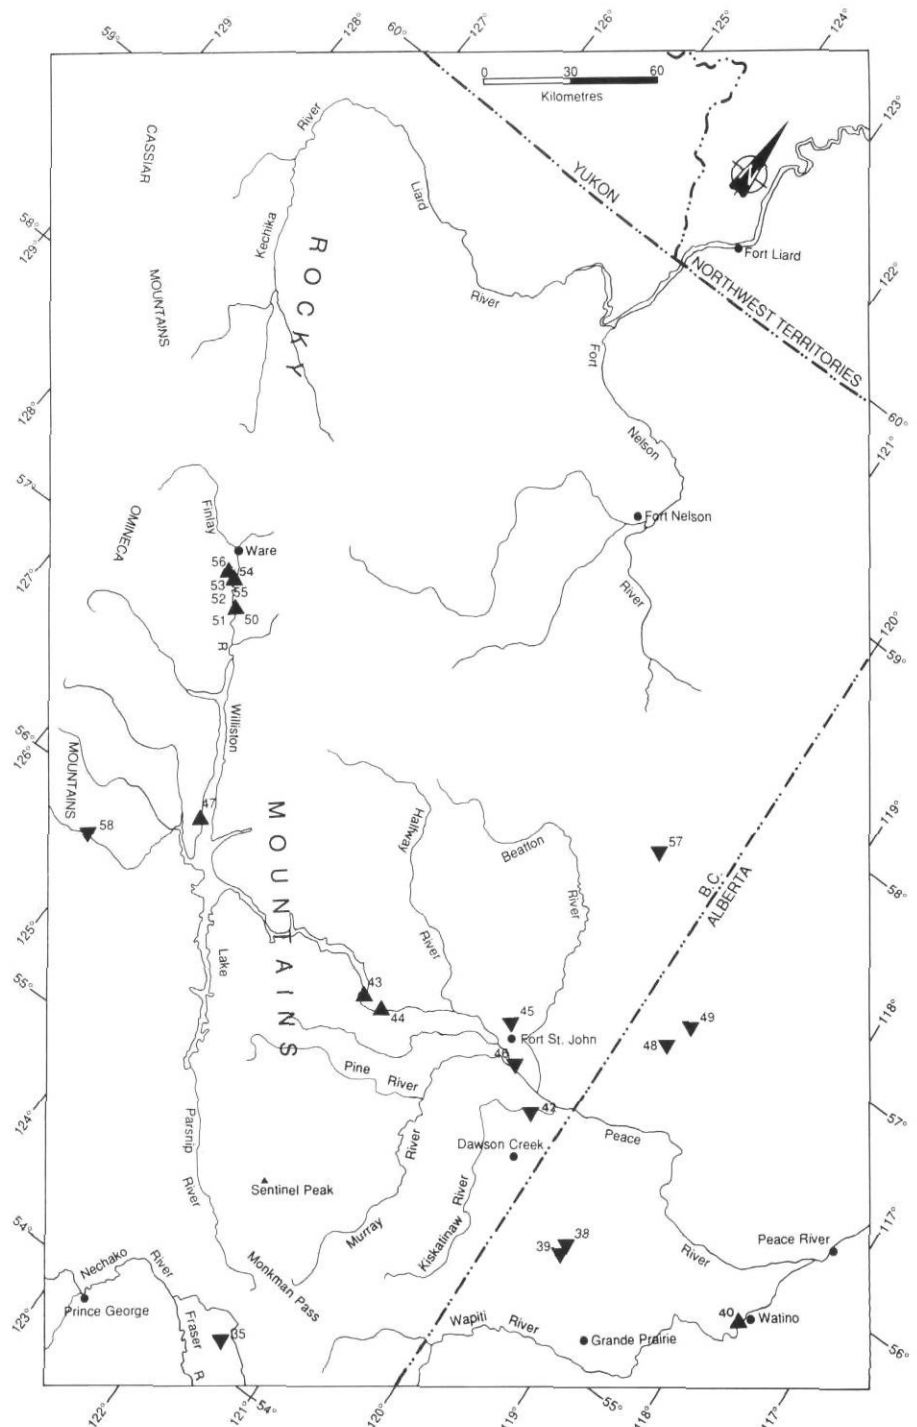 59°
129°
128°
60°
127°
126°
125°
124°
0 30 60
Kilometres
123°
CASSIAR
River
YUKON
N
Liard
58°
129°
Kechika
Fort Liard
ROCKY
NORTHWEST TERRITORIES
122°
MOUNTAINS
River
Fort
128°
60°
121°
Nelson
57°
Finlay
OMINECA
Fort Nelson
Ware
56
54
53
55
127°
52
51
50
River
R
120°
59°
Williston
56°
126°
MOUNTAINS
47
58
MOUNTAINS
Halfway
Beatton
57
119°
B.C.
ALBERTA
58°
125°
River
River
Lake
55°
43
44
45
49
118°
Fort St. John
48
46
Pine River
124°
42
57°
Parsnip
River
Dawson Creek
Peace
Sentinel Peak
River
River
Murray
Kiskatinaw
38
39
117°
54°
Peace River
River
Nechako
River
Monkman Pass
123°
Prince George
Fraser
R
35
Wapiti River
40
Watino
Grande Prairie
56°
122°
121°
54°
120°
119°
55°
118°
117°